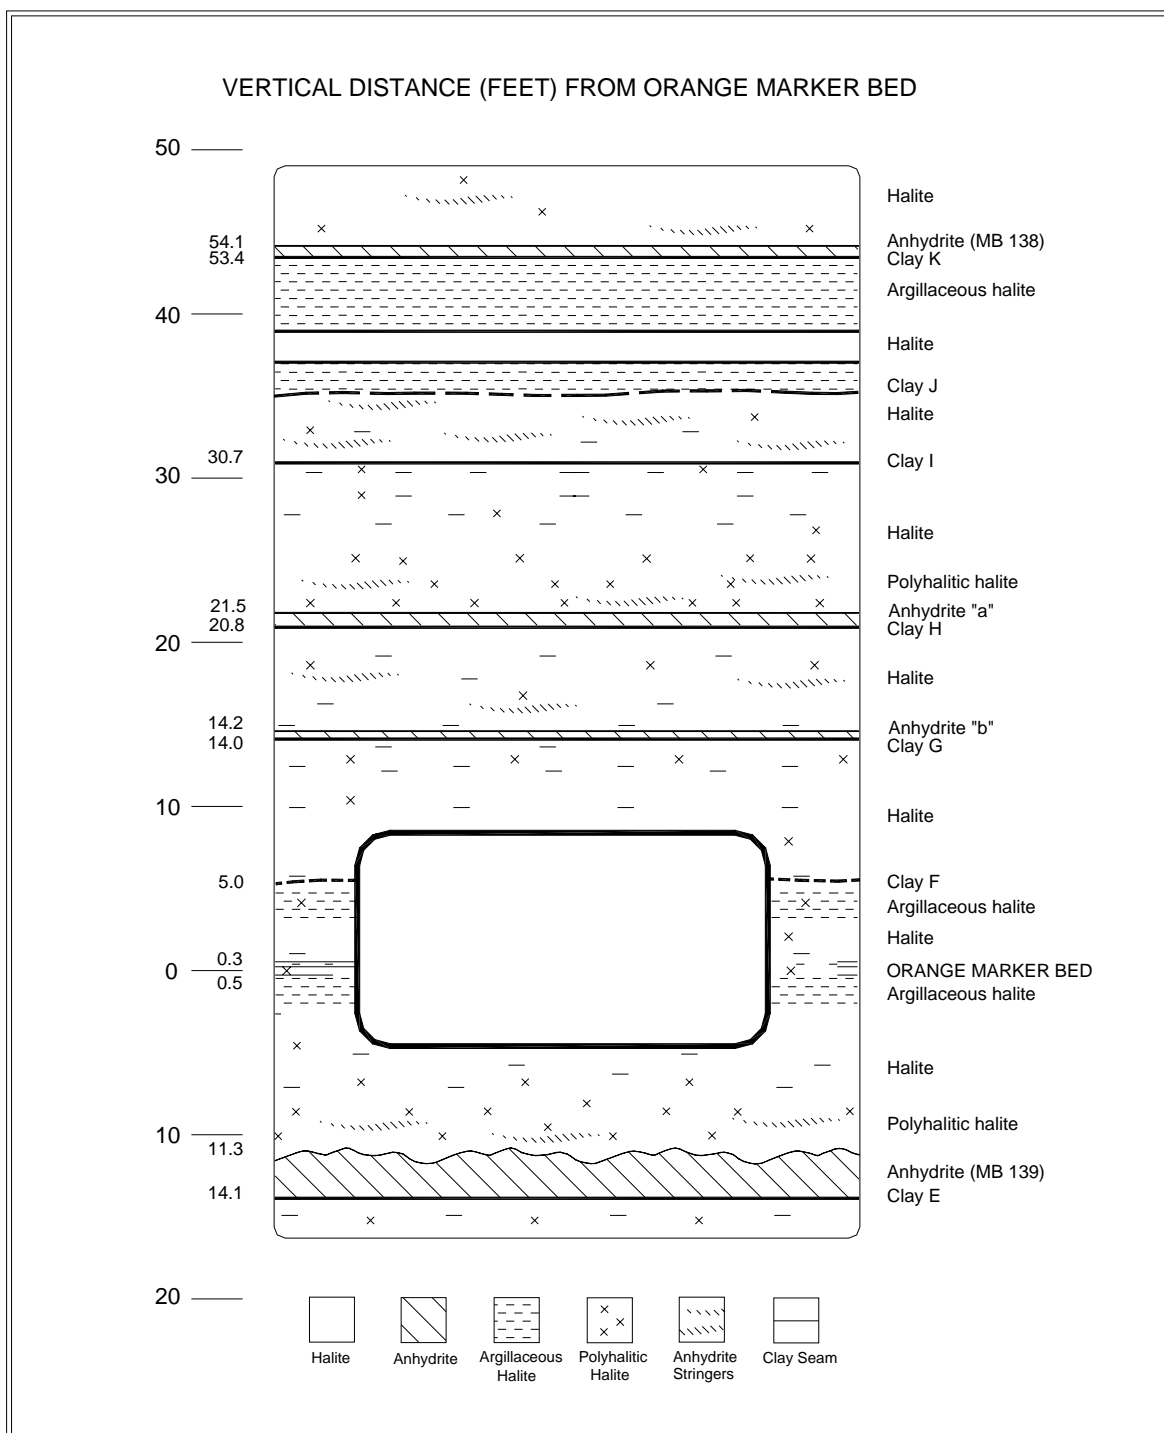 VERTICAL DISTANCE (FEET) FROM ORANGE MARKER BED
50
Halite
54.1 Anhydrite (MB 138)
53.4 Clay K
Argillaceous halite
40
Halite
Clay J
Halite
30.7 Clay I
30
Halite
Polyhalitic halite
21.5 Anhydrite "a"
20.8 Clay H
20
Halite
14.2 Anhydrite "b"
14.0 Clay G
10
Halite
5.0 Clay F
Argillaceous halite
Halite
0.3
0 ORANGE MARKER BED
0.5 Argillaceous halite
Halite
Polyhalitic halite
10
11.3
Anhydrite (MB 139)
14.1 Clay E
20
Halite Anhydrite Argillaceous Polyhalitic Anhydrite Clay Seam
Halite Halite Stringers